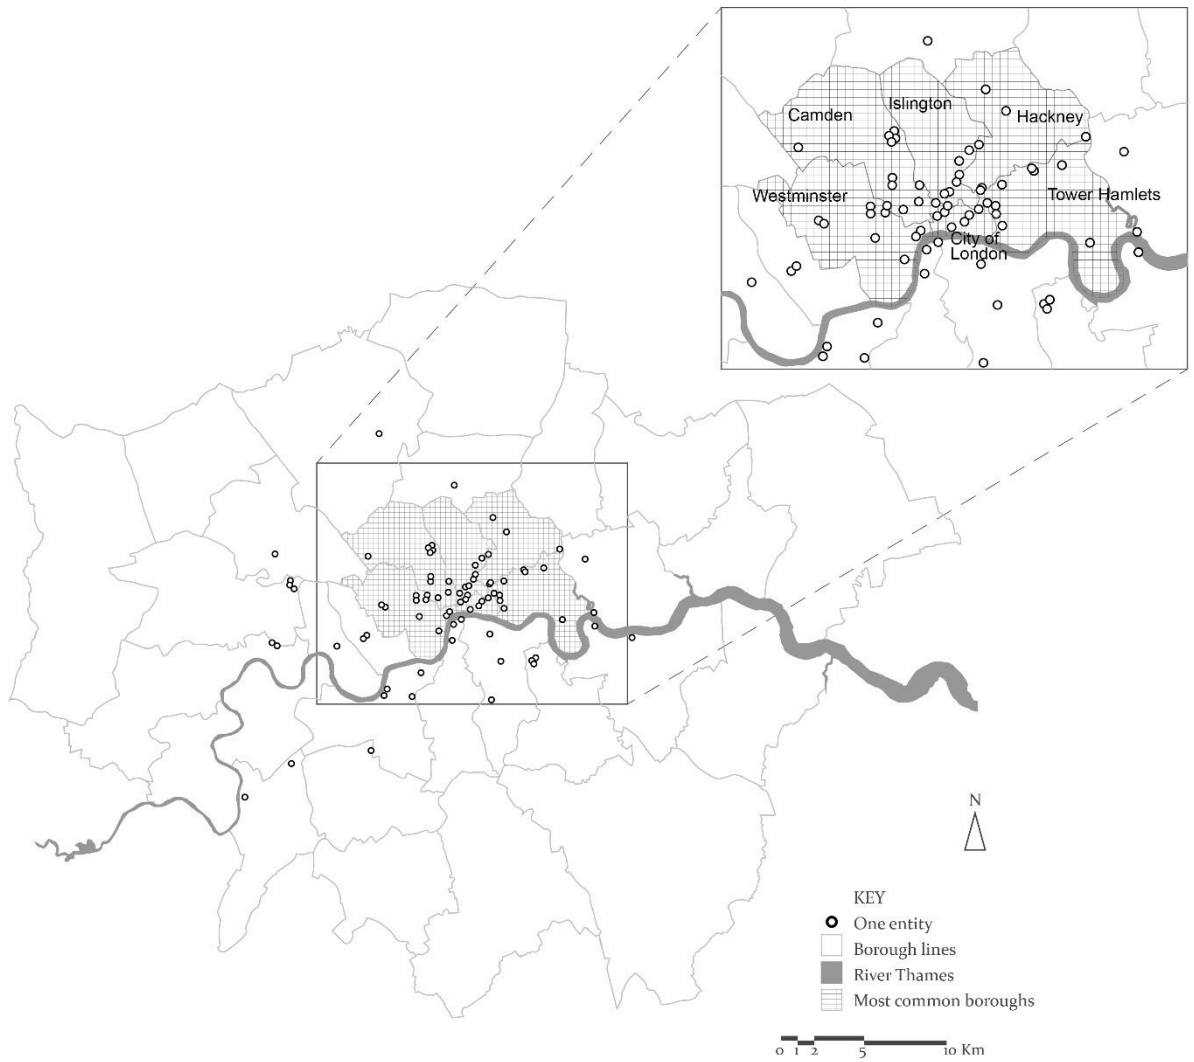 Islington
Camden
Hackney
Westminster
Tower Hamlets
City of
London
N
KEY
One entity
Borough lines
River Thames
Most common boroughs
0 1 2 5 10 Km